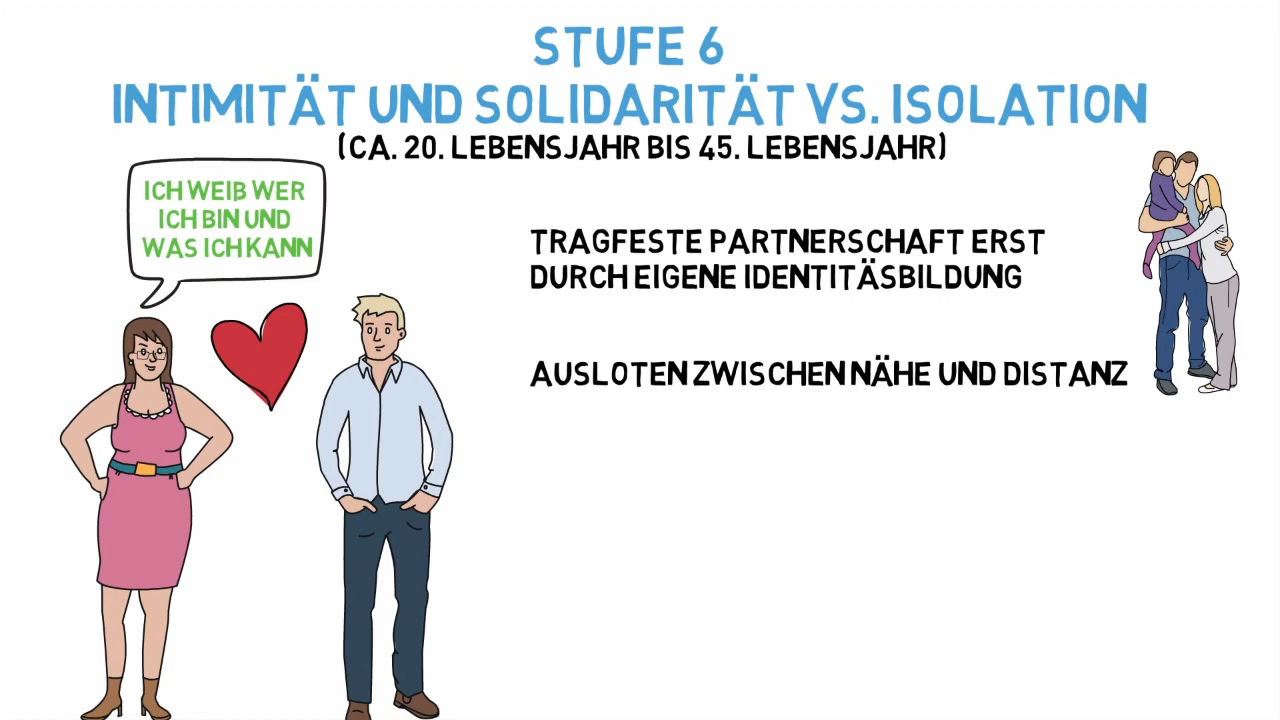 STUFE 6
INTIMITÄT UND SOLIDARITÄT VS. ISOLATION
(CA. 20. LEBENSJAHR BIS 45. LEBENSJAHR)
ICH WEIß WER
ICH BIN UND
WAS ICH KANN
TRAGFESTE PARTNERSCHAFT ERST
DURCH EIGENE IDENTITÄSBILDUNG
AUSLOTEN ZWISCHEN NÄHE UND DISTANZ